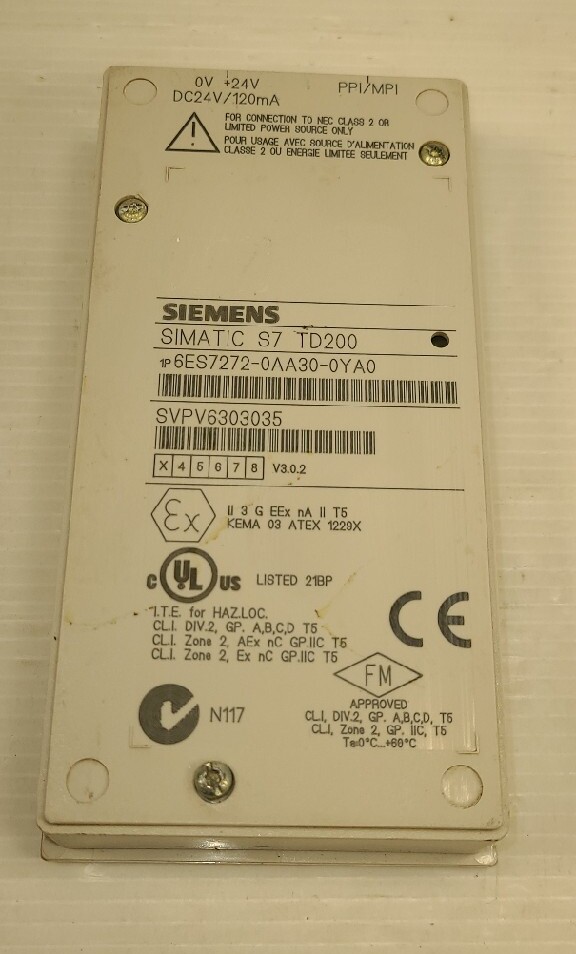 0V +24V
PPI/MPI
DC24V/120mA
FOR CONNECTION TO NEC CLASS 2 OR
LIMITED POWER SOURCE ONLY
POUR USAGE AVEC SOURCE D'ALIMENTATION
CLASSE 2 OU ENERGIE LIMITEE SEULEMENT
SIEMENS
SIMATIC S7 TD200
1P 6ES7272-0AA30-0YA0
SVPV6303035
X 4 5 6 7 8 V3.0.2
Ex
II 3 G EEx nA II T5
KEMA 03 ATEX 1229X
C UL US LISTED 21BP
I.T.E. for HAZ.LOC.
CL.I. DIV.2, GP. A,B,C,D T5
CL.I. Zone 2, AEx nC GP.IIC T5
CL.I. Zone 2, Ex nC GP.IIC T5
CE
FM
APPROVED
CL.I, DIV.2, GP. A,B,C,D, T5
CL.I, Zone 2, GP. IIC, T5
Ta=0°C...+60°C
N117